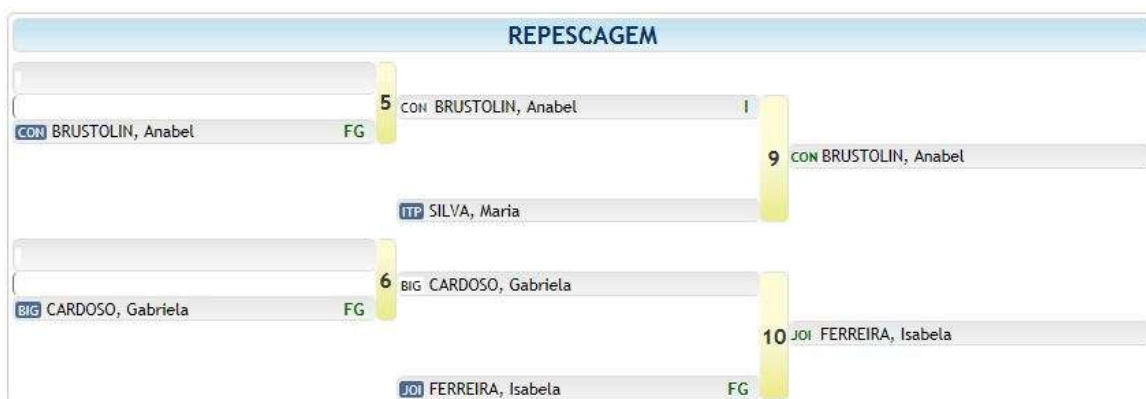 REPESCAGEM
5
CON BRUSTOLIN, Anabel I
CON BRUSTOLIN, Anabel FG
9
CON BRUSTOLIN, Anabel
ITP SILVA, Maria
6
BIG CARDOSO, Gabriela
BIG CARDOSO, Gabriela FG
10
JOI FERREIRA, Isabela
JOI FERREIRA, Isabela FG